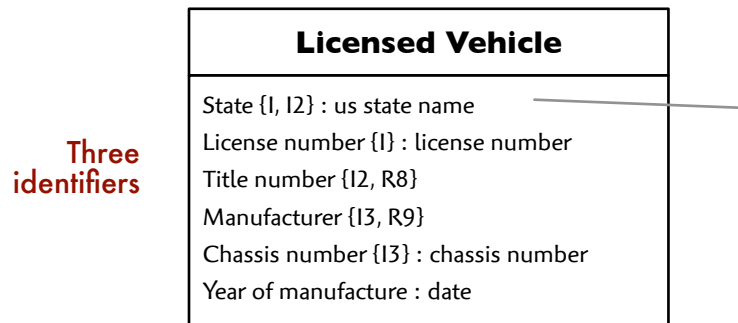 Licensed Vehicle
State {I, I2} : us state name
License number {I} : license number
Three
identifiers
Title number {I2, R8}
Manufacturer {I3, R9}
Chassis number {I3} : chassis number
Year of manufacture : date